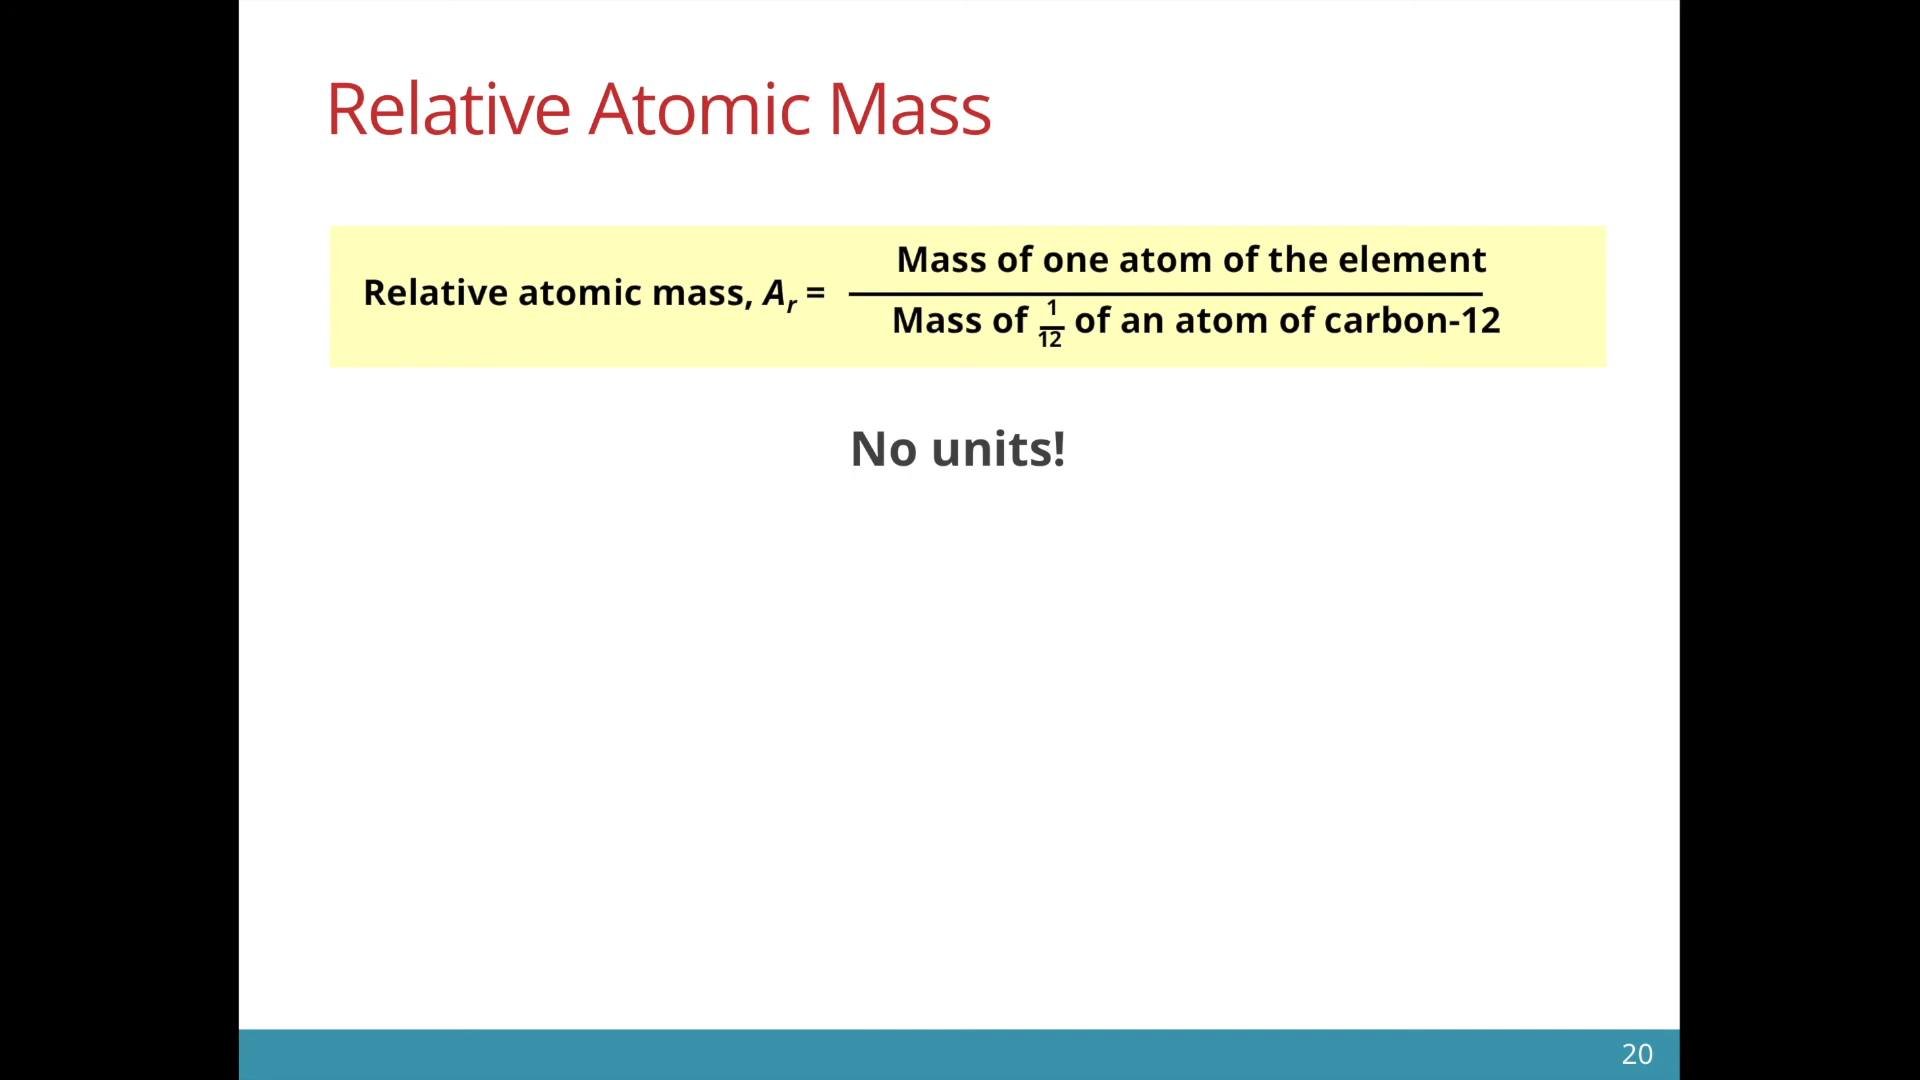 Relative Atomic Mass
Mass of one atom of the element
Relative atomic mass, Ar =
Mass of 1/12 of an atom of carbon-12
No units!
20